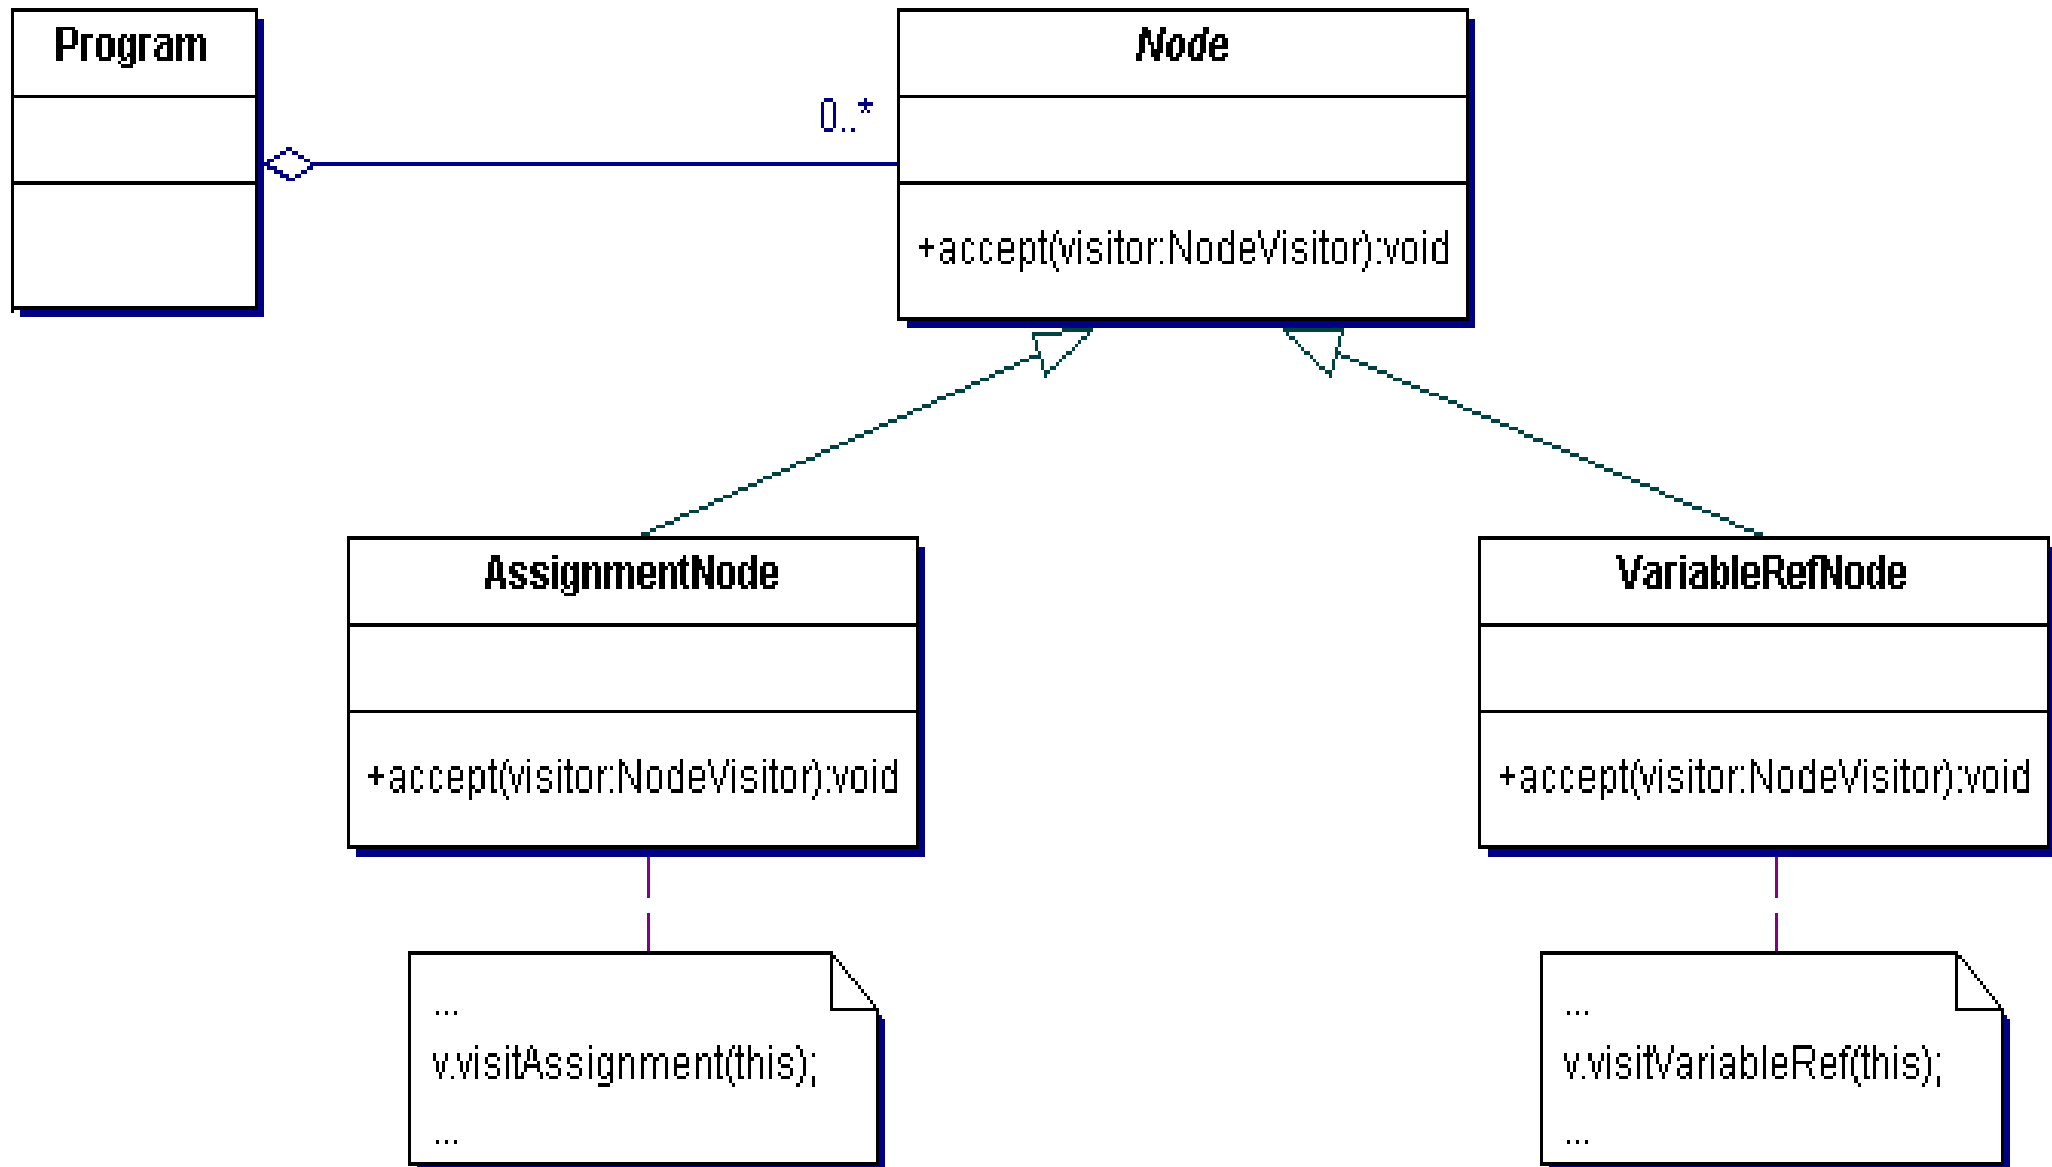 Program
Node
0..*
+accept(visitor:NodeVisitor):void
AssignmentNode
+accept(visitor:NodeVisitor):void
VariableRefNode
+accept(visitor:NodeVisitor):void
...
v.visitAssignment(this);
...
...
v.visitVariableRef(this);
...